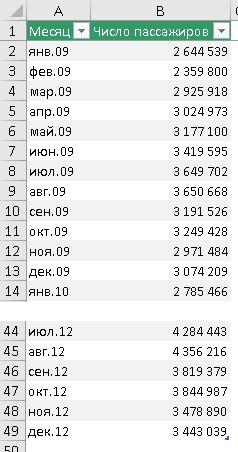 A B
1 Месяц Число пассажиров
2 янв.09 2 644 539
3 фев.09 2 359 800
4 мар.09 2 925 918
5 апр.09 3 024 973
6 май.09 3 177 100
7 июн.09 3 419 595
8 июл.09 3 649 702
9 авг.09 3 650 668
10 сен.09 3 191 526
11 окт.09 3 249 428
12 ноя.09 2 971 484
13 дек.09 3 074 209
14 янв.10 2 785 466
44 июл.12 4 284 443
45 авг.12 4 356 216
46 сен.12 3 819 379
47 окт.12 3 844 987
48 ноя.12 3 478 890
49 дек.12 3 443 039